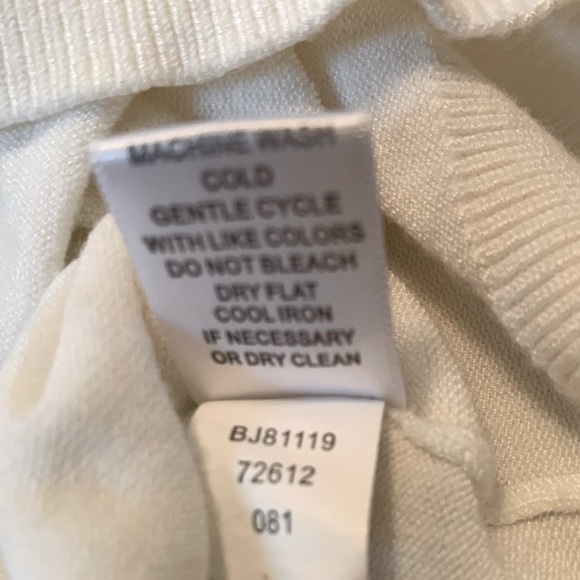 MACHINE WASH
COLD
GENTLE CYCLE
WITH LIKE COLORS
DO NOT BLEACH
DRY FLAT
COOL IRON
IF NECESSARY
OR DRY CLEAN
BJ81119
72612
081